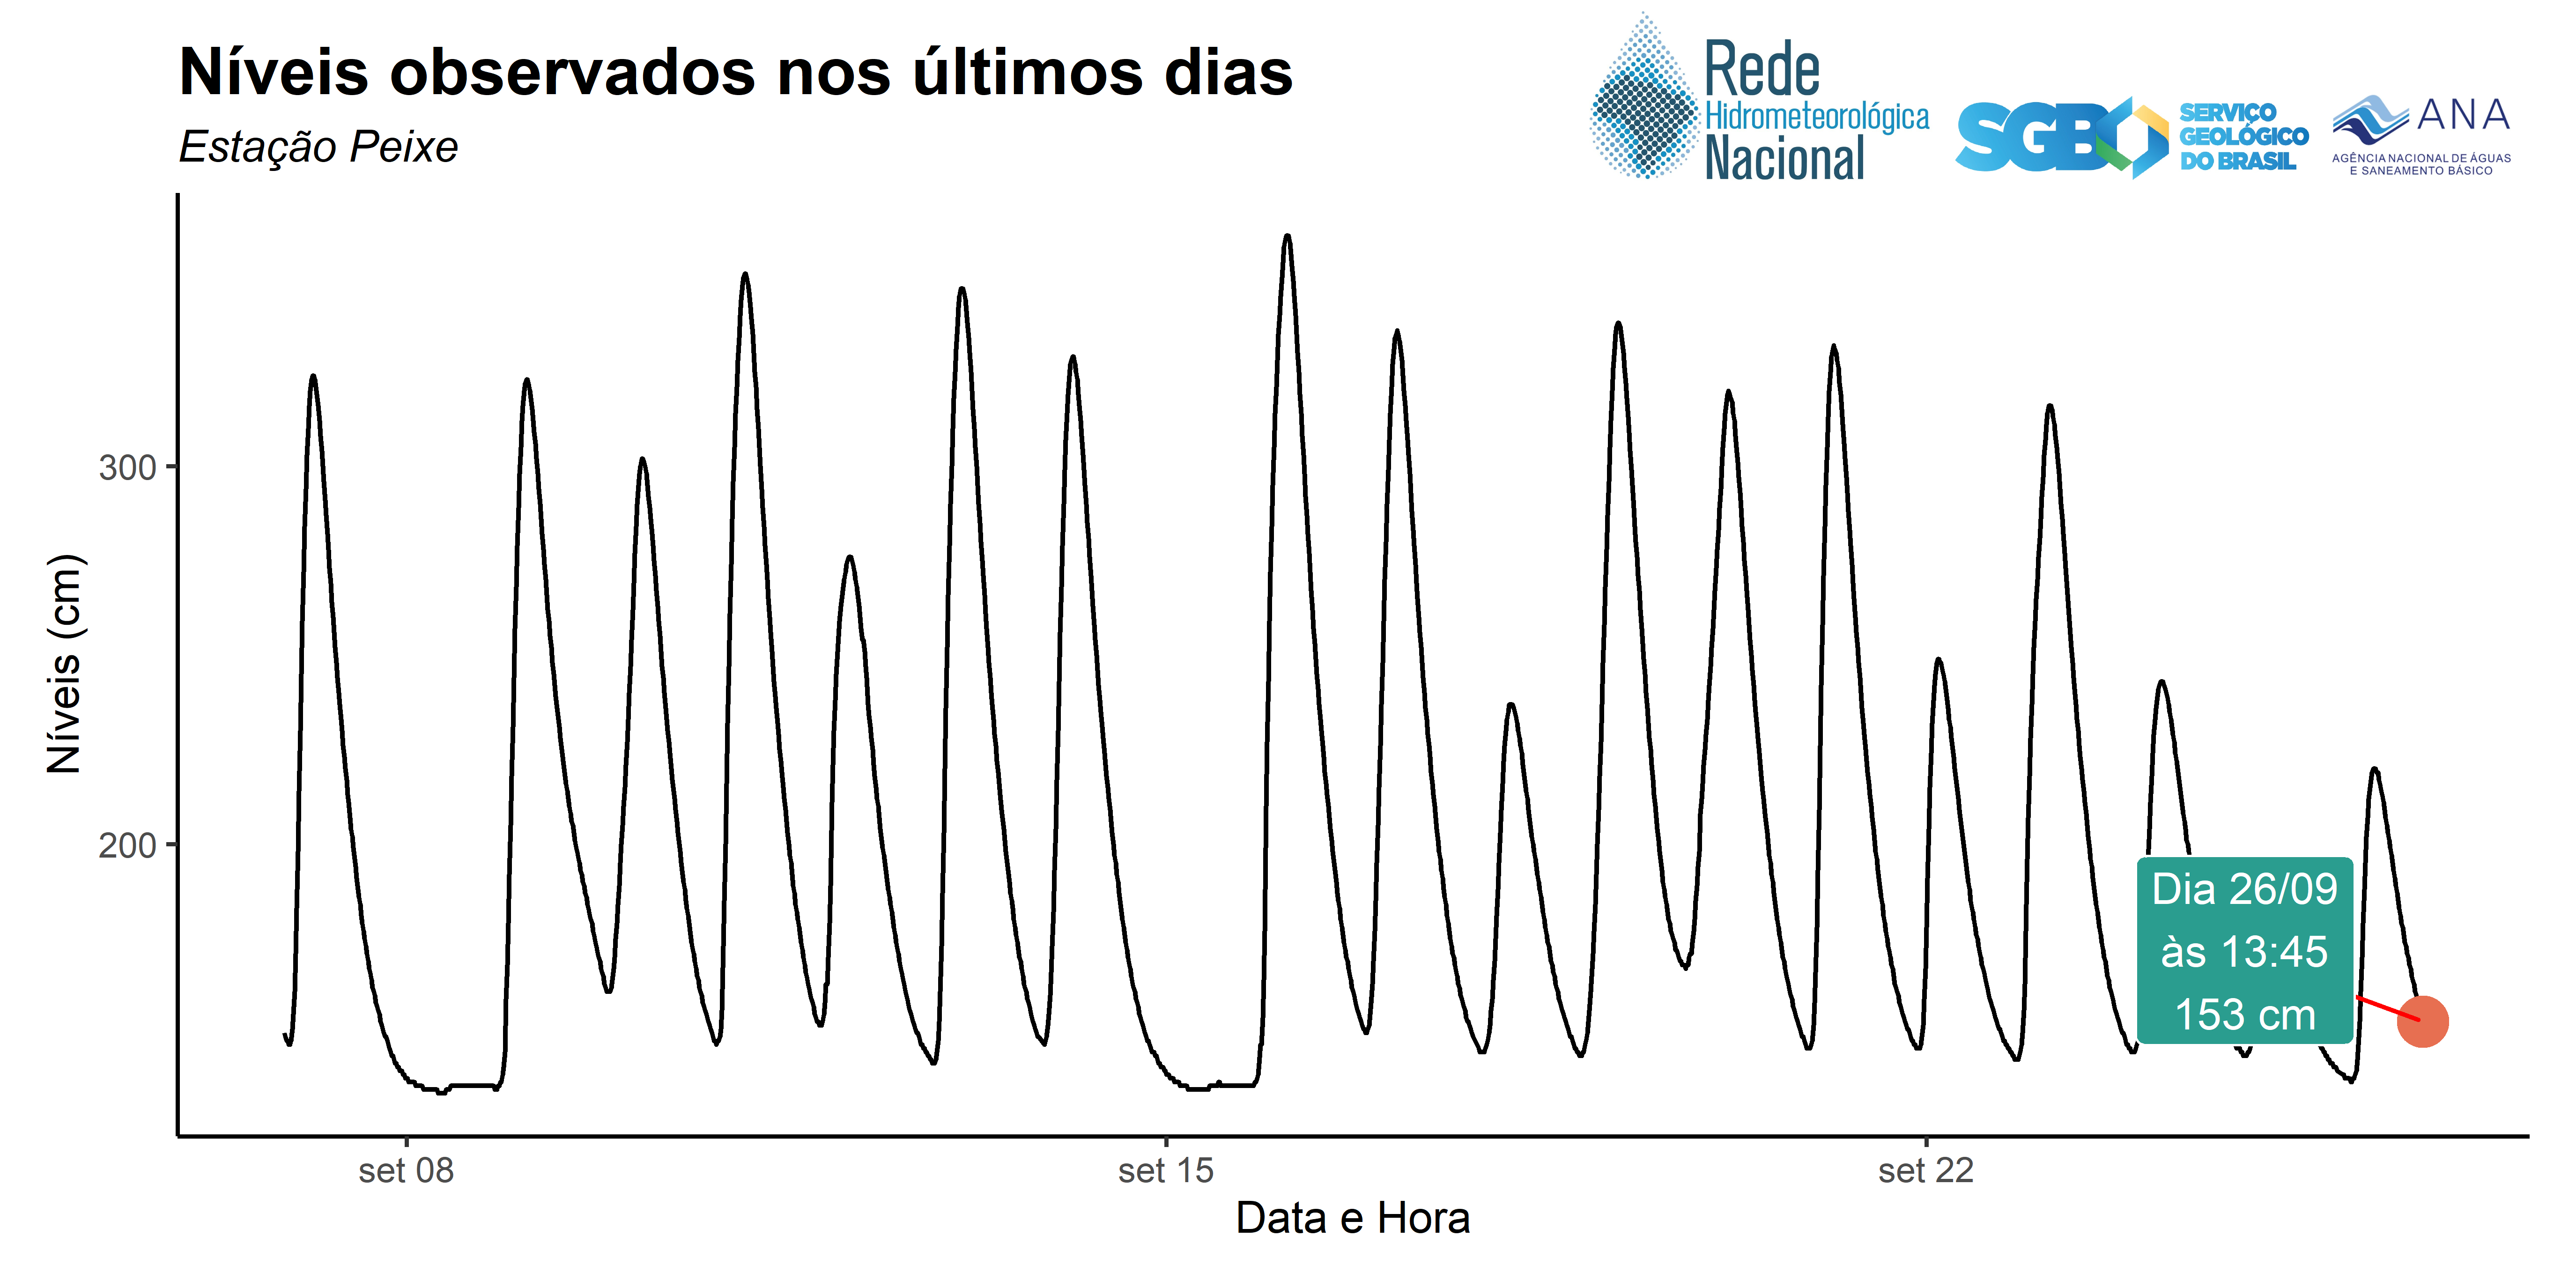 Níveis observados nos últimos dias
Estação Peixe
Rede
Hidrometeorológica
Nacional
SGB
SERVIÇO
GEOLÓGICO
DO BRASIL
ANA
AGÊNCIA NACIONAL DE ÁGUAS
E SANEAMENTO BÁSICO
Níveis (cm)
300
200
Dia 26/09
às 13:45
153 cm
set 08
set 15
set 22
Data e Hora